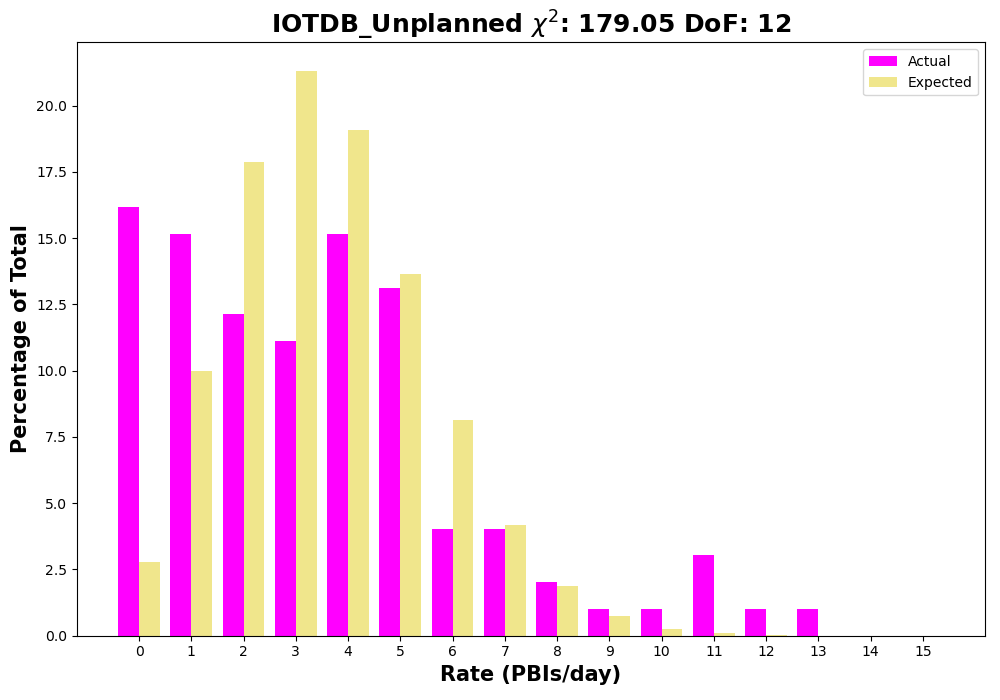 IOTDB_Unplanned χ²: 179.05 DoF: 12
Actual
Expected
Percentage of Total
20.0
17.5
15.0
12.5
10.0
7.5
5.0
2.5
0.0
0 1 2 3 4 5 6 7 8 9 10 11 12 13 14 15
Rate (PBIs/day)